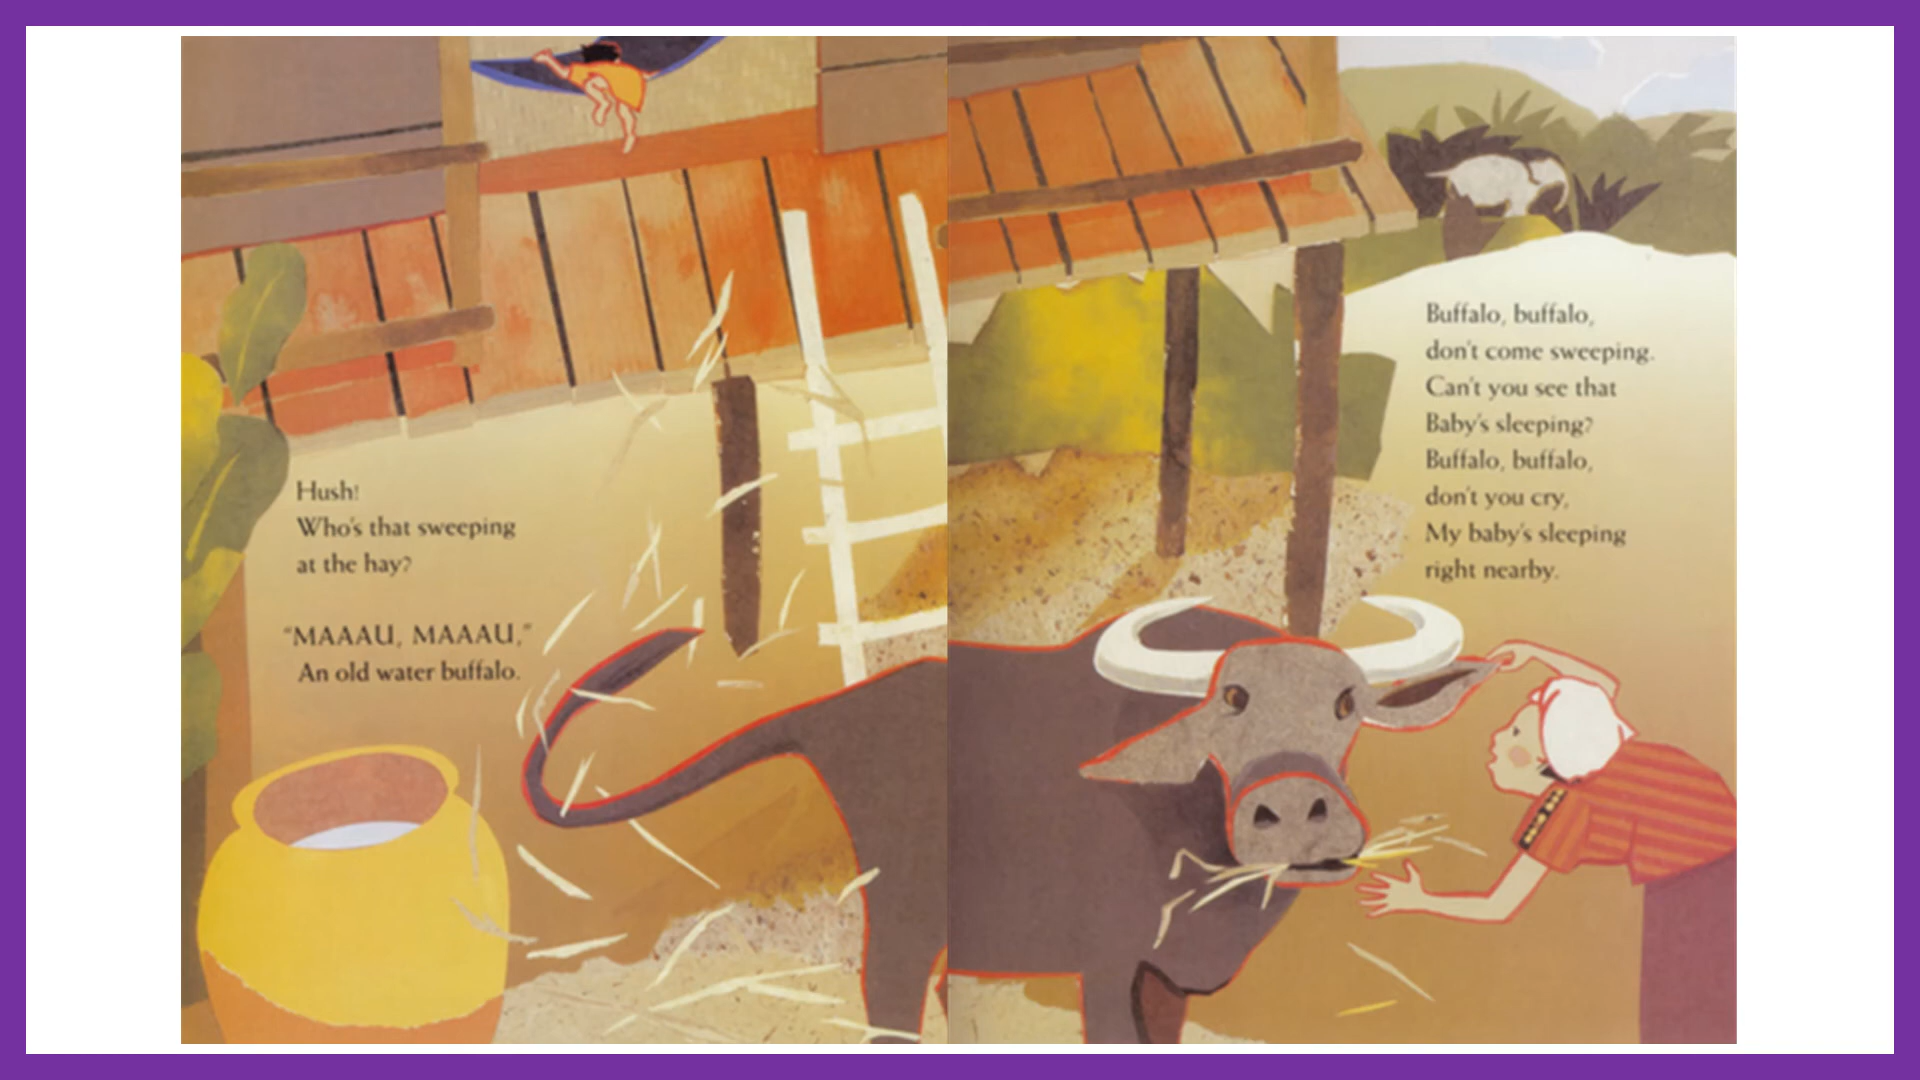 Hush!
Who's that sweeping
at the hay?
"MAAAU, MAAAU,"
An old water buffalo.
Buffalo, buffalo,
don't come sweeping.
Can't you see that
Baby's sleeping?
Buffalo, buffalo,
don't you cry,
My baby's sleeping
right nearby.